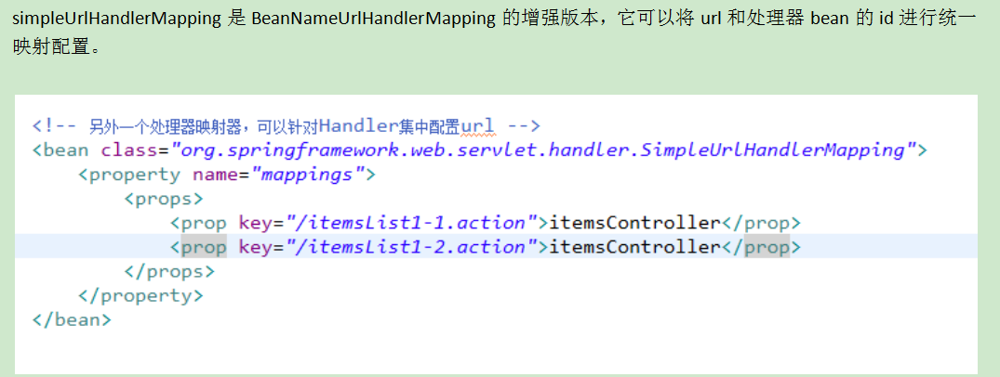 simpleUrlHandlerMapping 是 BeanNameUrlHandlerMapping 的增强版本，它可以将 url 和处理器 bean 的 id 进行统一
映射配置。
<!-- 另外一个处理器映射器，可以针对Handler集中配置url -->
<bean class="org.springframework.web.servlet.handler.SimpleUrlHandlerMapping">
<property name="mappings">
<props>
<prop key="/itemsList1-1.action">itemsController</prop>
<prop key="/itemsList1-2.action">itemsController</prop>
</props>
</property>
</bean>